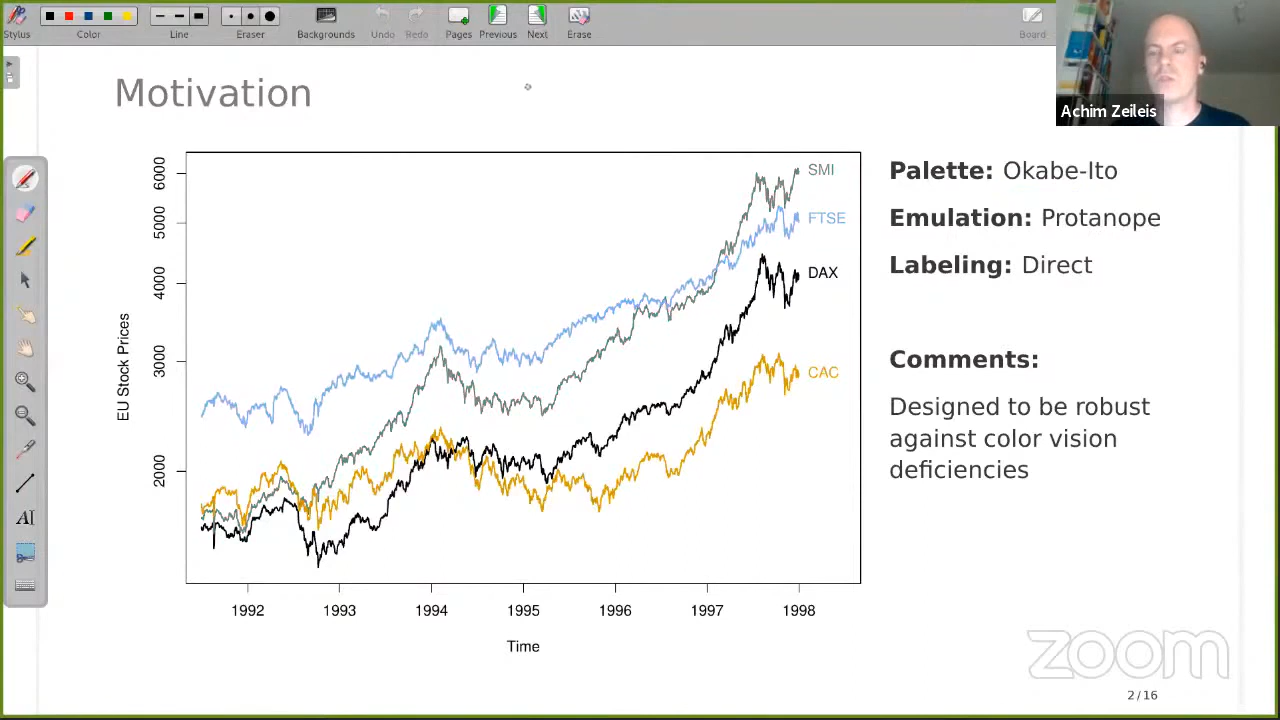 Stylus
Color
Line
Eraser
Backgrounds
Undo
Redo
Pages
Previous
Next
Erase
Board
Achim Zeileis
Motivation
EU Stock Prices
6000
5000
4000
3000
2000
SMI
FTSE
DAX
CAC
1992
1993
1994
1995
1996
1997
1998
Time
Palette: Okabe-Ito
Emulation: Protanope
Labeling: Direct
Comments:
Designed to be robust
against color vision
deficiencies
AI
zoom
2 / 16